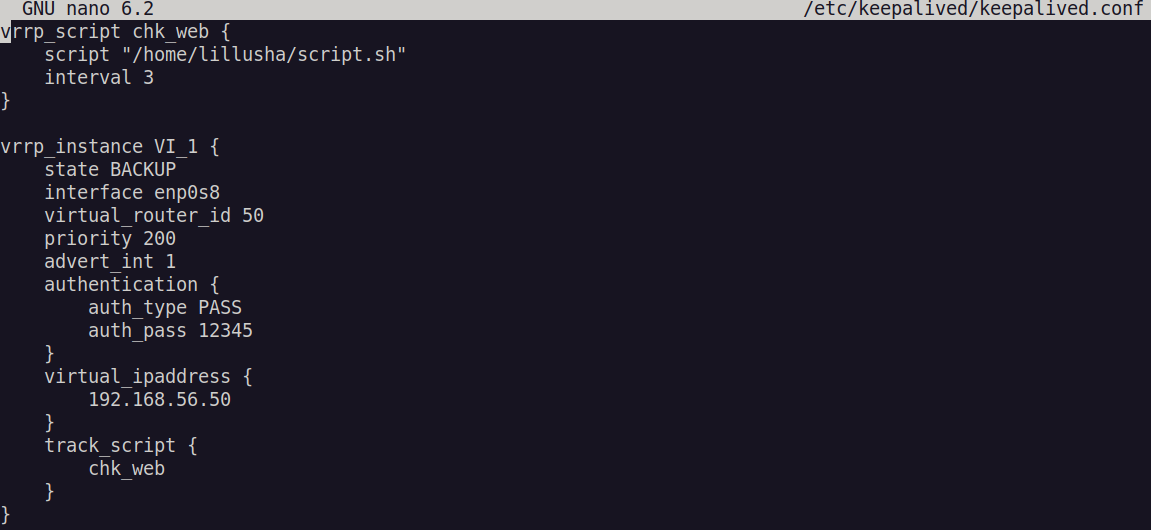 GNU nano 6.2 /etc/keepalived/keepalived.conf
vrrp_script chk_web {
    script "/home/lillusha/script.sh"
    interval 3
}

vrrp_instance VI_1 {
    state BACKUP
    interface enp0s8
    virtual_router_id 50
    priority 200
    advert_int 1
    authentication {
        auth_type PASS
        auth_pass 12345
    }
    virtual_ipaddress {
        192.168.56.50
    }
    track_script {
        chk_web
    }
}